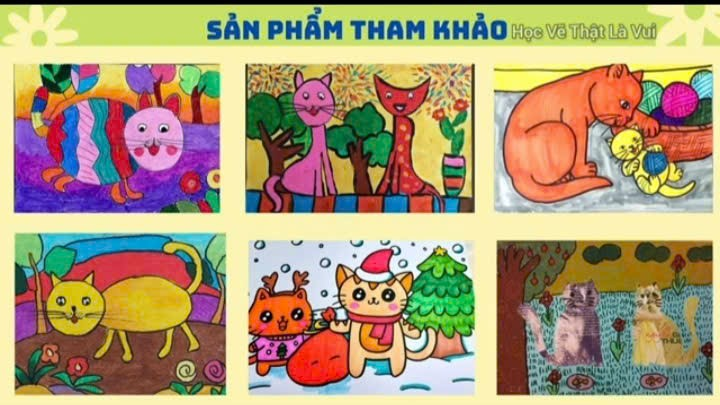 SẢN PHẨM THAM KHẢO
Học Vẽ Thật Là Vui